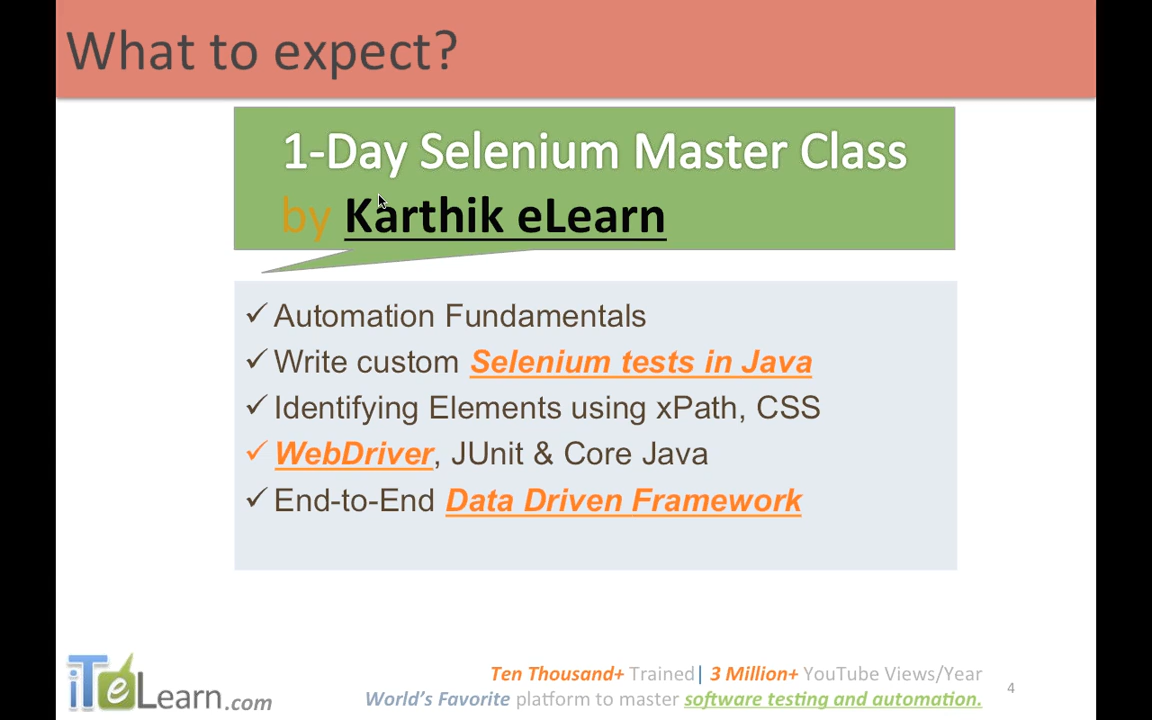 What to expect?
1-Day Selenium Master Class
by Karthik eLearn
✓ Automation Fundamentals
✓ Write custom Selenium tests in Java
✓ Identifying Elements using xPath, CSS
✓ WebDriver, JUnit & Core Java
✓ End-to-End Data Driven Framework
iTeLearn.com
Ten Thousand+ Trained| 3 Million+ YouTube Views/Year
World's Favorite platform to master software testing and automation.
4